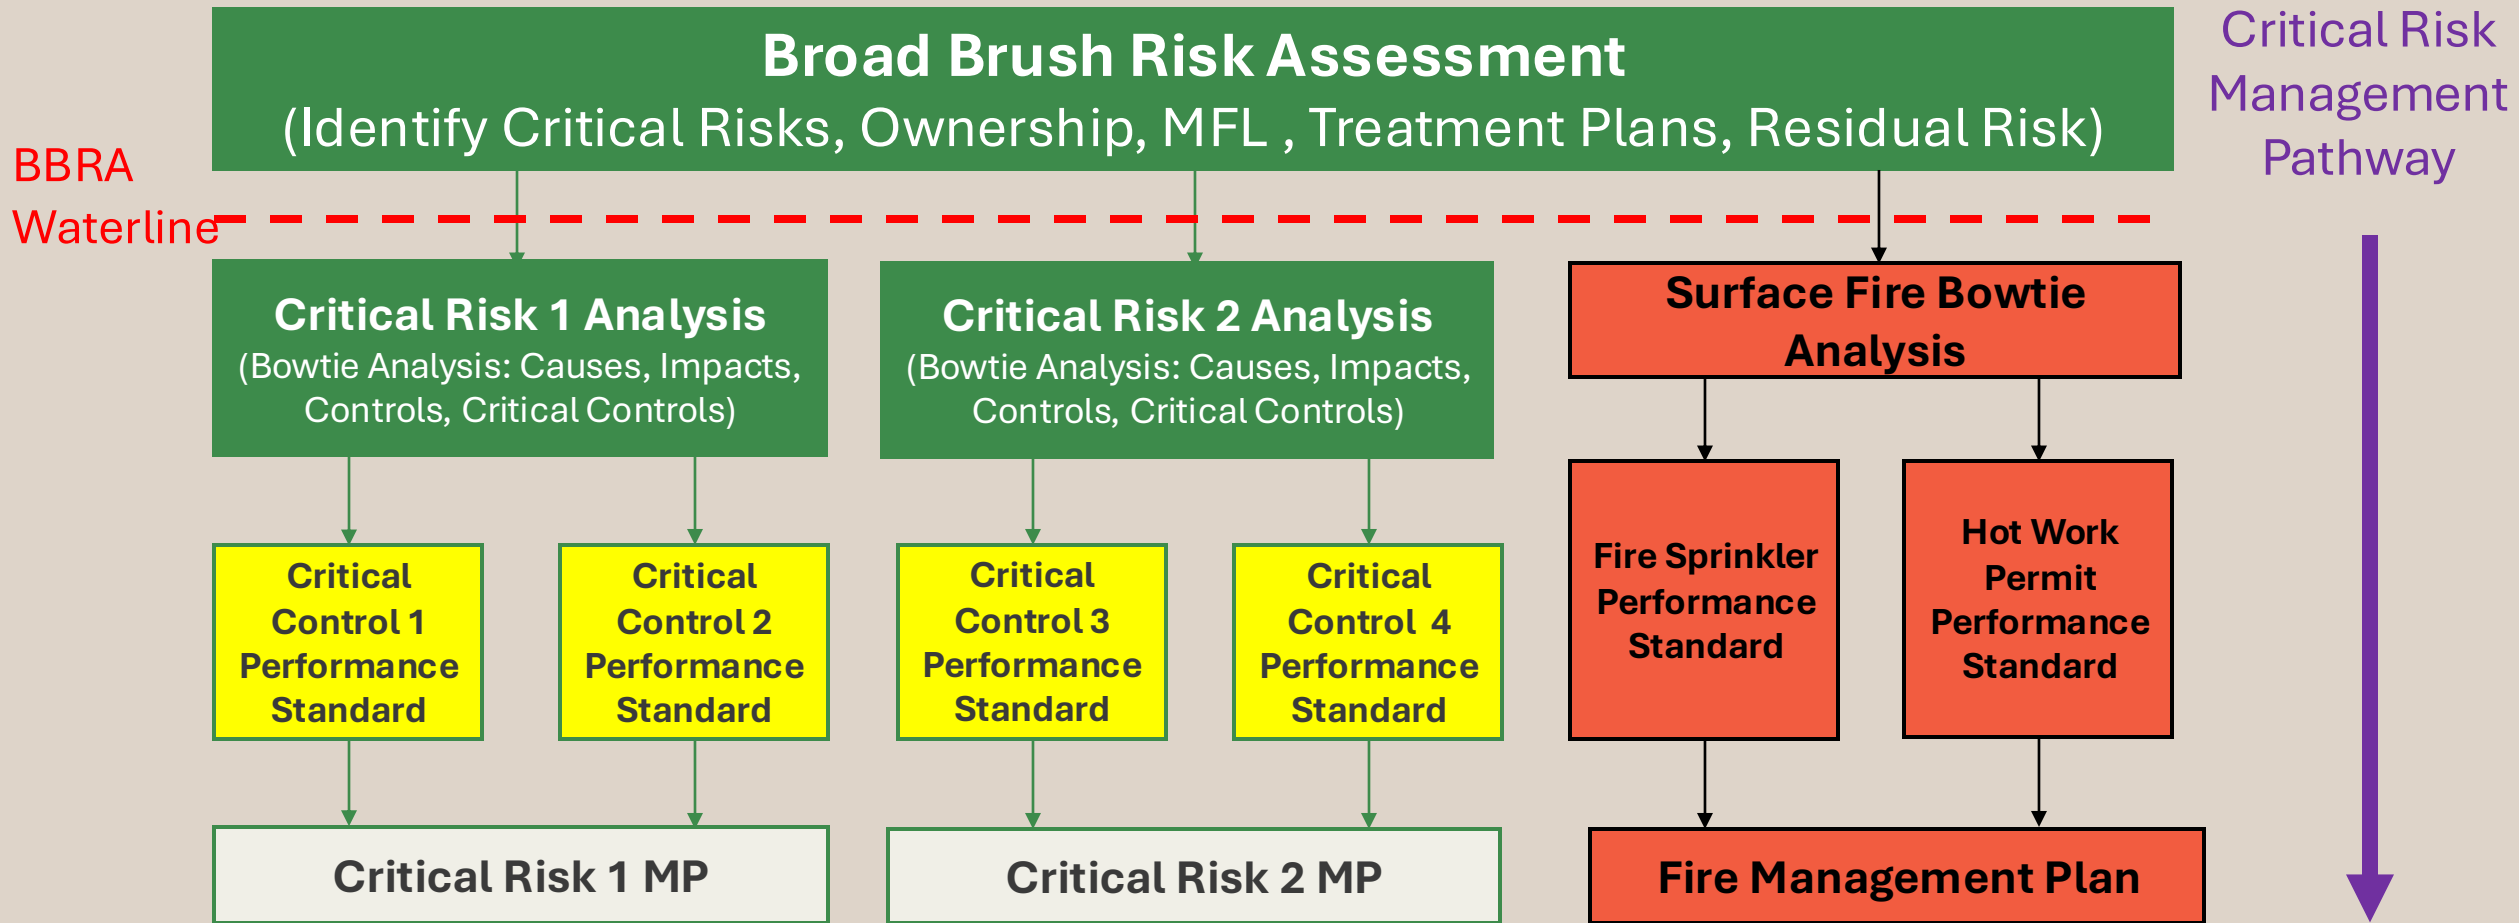 Broad Brush Risk Assessment
(Identify Critical Risks, Ownership, MFL , Treatment Plans, Residual Risk)
Critical Risk
Management
Pathway
BBRA
Waterline
Critical Risk 1 Analysis
(Bowtie Analysis: Causes, Impacts,
Controls, Critical Controls)
Critical Risk 2 Analysis
(Bowtie Analysis: Causes, Impacts,
Controls, Critical Controls)
Surface Fire Bowtie
Analysis
Critical
Control 1
Performance
Standard
Critical
Control 2
Performance
Standard
Critical
Control 3
Performance
Standard
Critical
Control 4
Performance
Standard
Fire Sprinkler
Performance
Standard
Hot Work
Permit
Performance
Standard
Critical Risk 1 MP
Critical Risk 2 MP
Fire Management Plan